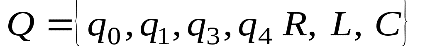 Q = {q₀, q₁, q₃, q₄ R, L, C}